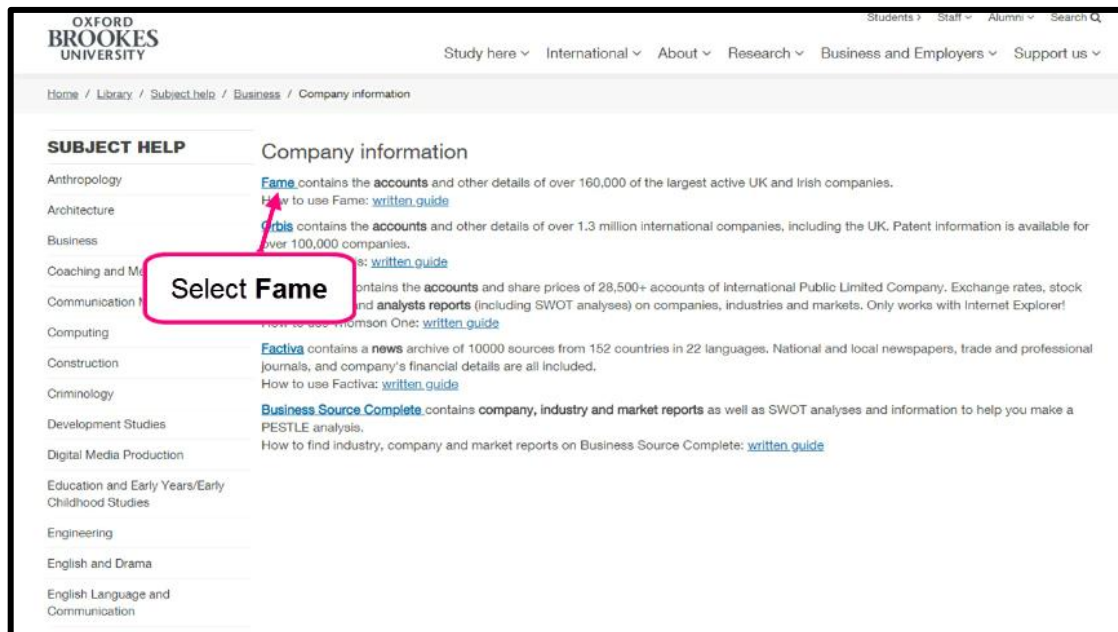 OXFORD
BROOKES
UNIVERSITY
Students › Staff Alumni Search
Study here International About Research Business and Employers Support us
Home / Library / Subject help / Business / Company information
SUBJECT HELP
Anthropology
Architecture
Business
Coaching and Me
Communication
Computing
Construction
Criminology
Development Studies
Digital Media Production
Education and Early Years/Early
Childhood Studies
Engineering
English and Drama
English Language and
Communication
Company information
Fame contains the accounts and other details of over 160,000 of the largest active UK and Irish companies.
How to use Fame: written guide
Orbis contains the accounts and other details of over 1.3 million international companies, including the UK. Patent information is available for
over 100,000 companies.
written guide
Select Fame
contains the accounts and share prices of 28,500+ accounts of international Public Limited Company. Exchange rates, stock
and analysts reports (including SWOT analyses) on companies, industries and markets. Only works with Internet Explorer!
How to use Thomson One: written guide
Factiva contains a news archive of 10000 sources from 152 countries in 22 languages. National and local newspapers, trade and professional
journals, and company's financial details are all included.
How to use Factiva: written guide
Business Source Complete contains company, industry and market reports as well as SWOT analyses and information to help you make a
PESTLE analysis.
How to find industry, company and market reports on Business Source Complete: written guide